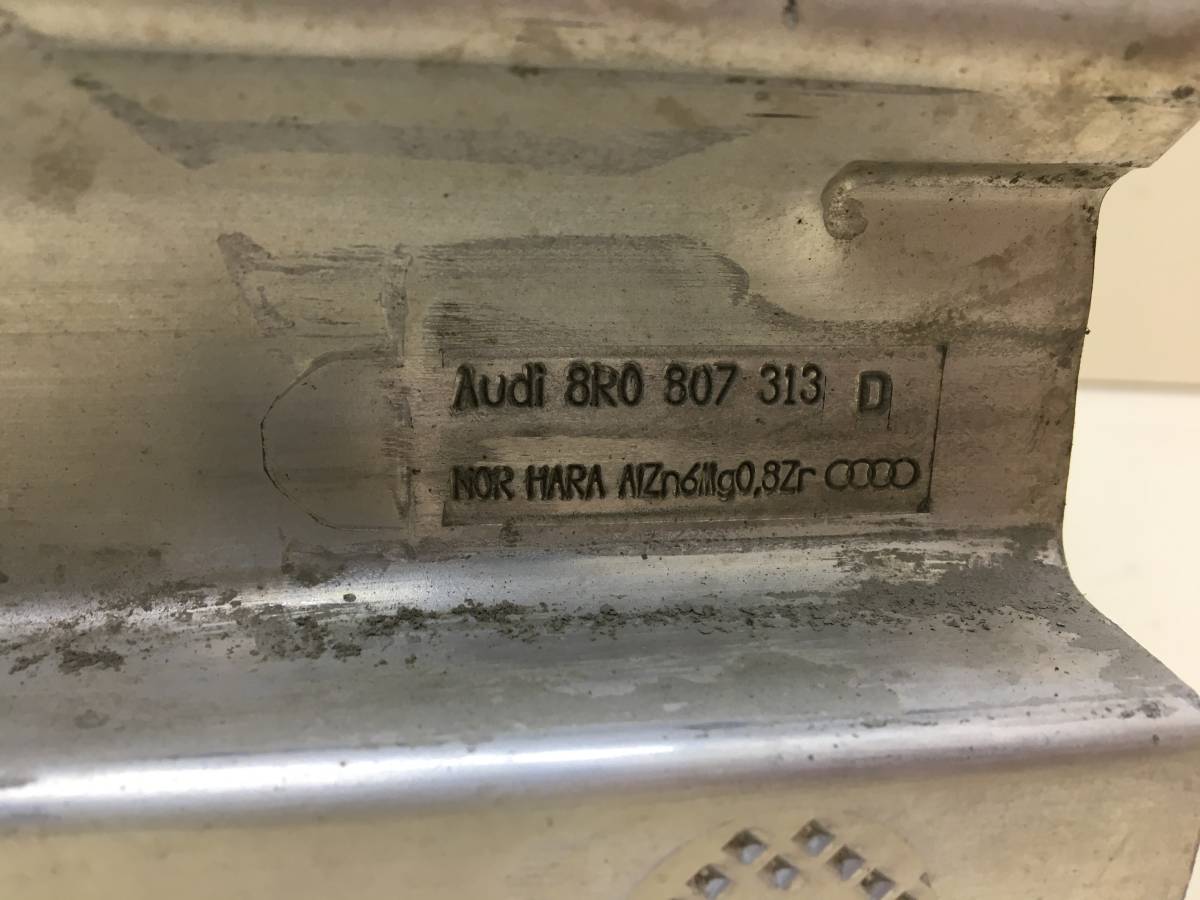 Audi 8R0 807 313 D
NOR HARA AlZn6Mg0,8Zr